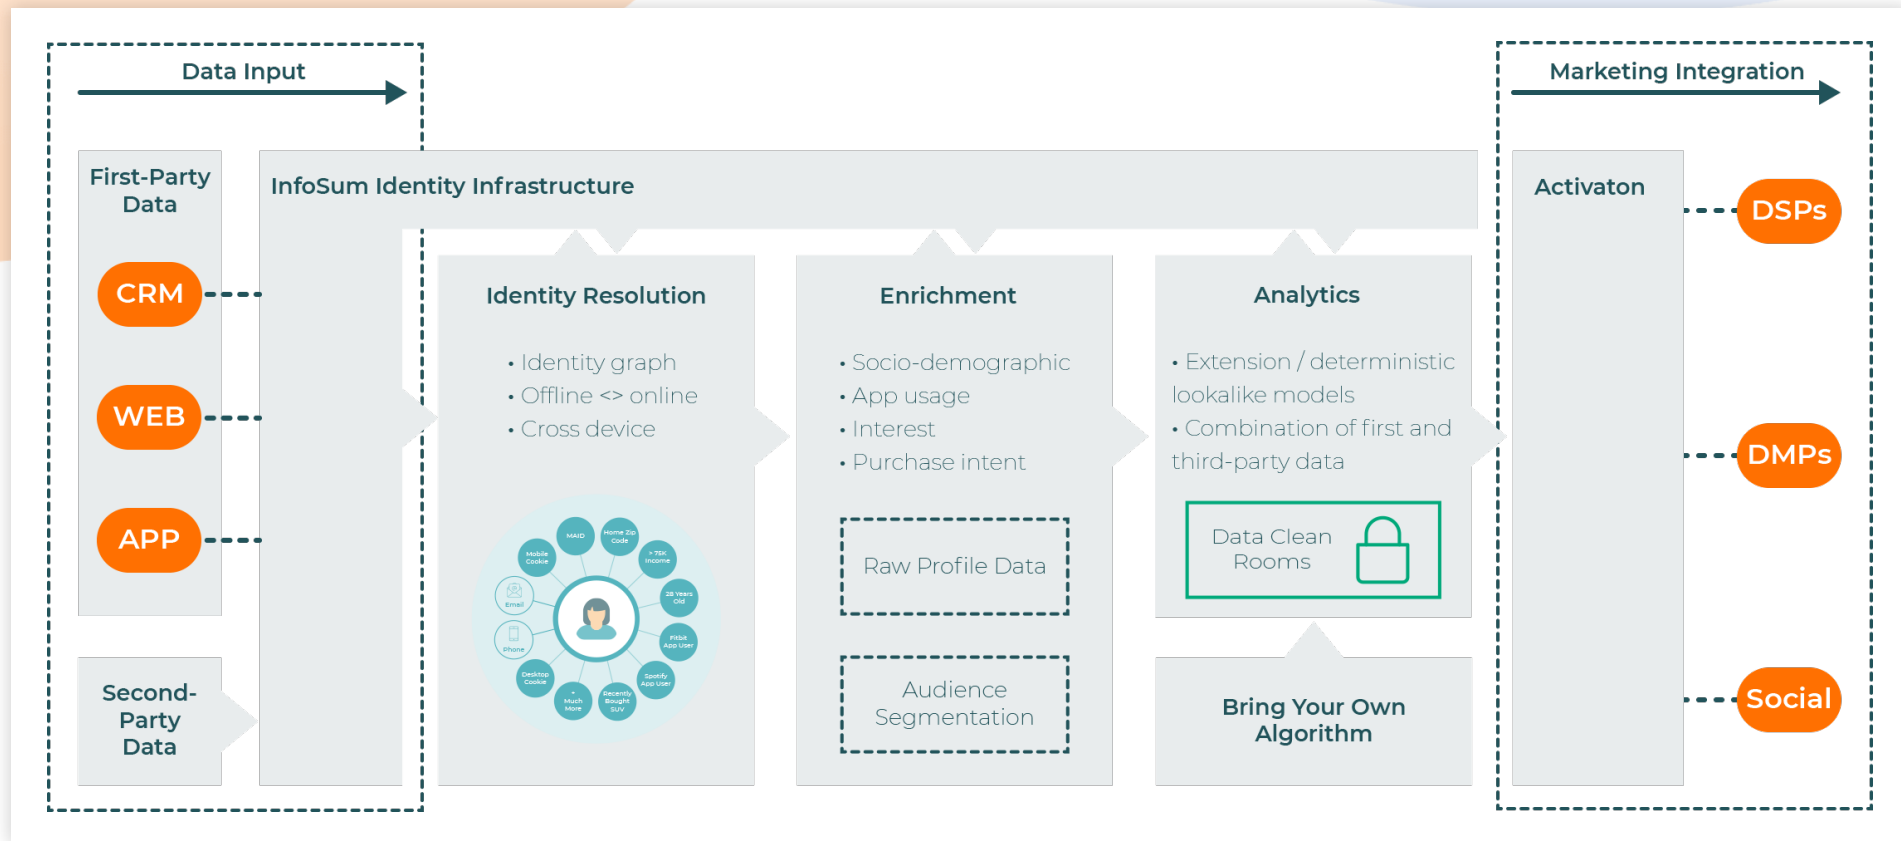 Data Input
Marketing Integration
First-Party
Data
CRM
WEB
APP
Second-
Party
Data
InfoSum Identity Infrastructure
Identity Resolution
• Identity graph
• Offline <> online
• Cross device
MAID
Home Zip
Code
> 75K
Income
28 Years
Old
Fitbit
App User
Spotify
App User
Recently
Bought
SUV
+
Much
More
Desktop
Cookie
Phone
Email
Mobile
Cookie
Enrichment
• Socio-demographic
• App usage
• Interest
• Purchase intent
Raw Profile Data
Audience
Segmentation
Analytics
• Extension / deterministic
lookalike models
• Combination of first and
third-party data
Data Clean
Rooms
Bring Your Own
Algorithm
Activaton
DSPs
DMPs
Social